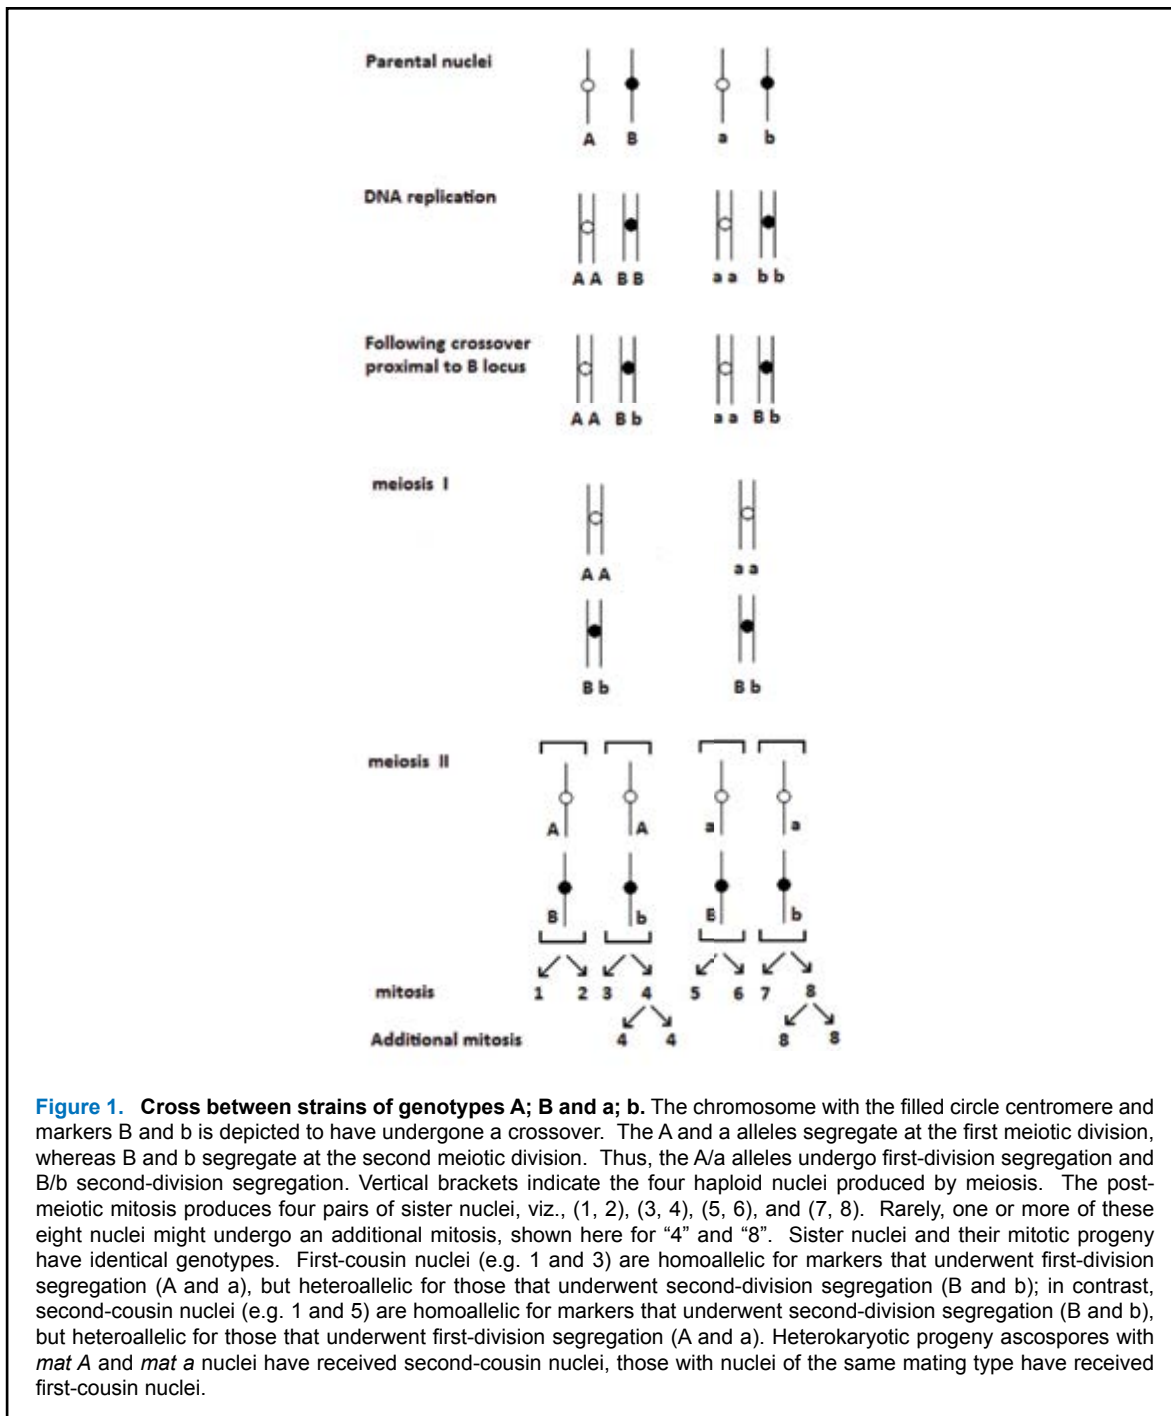 Parental nuclei
A B a b
DNA replication
A A B B a a b b
Following crossover
proximal to B locus
A A B b a a B b
meiosis I
A A a a
B b B b
meiosis II
A A a a
B b B b
mitosis 1 2 3 4 5 6 7 8
Additional mitosis 4 4 8 8
Figure 1. Cross between strains of genotypes A; B and a; b. The chromosome with the filled circle centromere and
markers B and b is depicted to have undergone a crossover. The A and a alleles segregate at the first meiotic division,
whereas B and b segregate at the second meiotic division. Thus, the A/a alleles undergo first-division segregation and
B/b second-division segregation. Vertical brackets indicate the four haploid nuclei produced by meiosis. The post-
meiotic mitosis produces four pairs of sister nuclei, viz., (1, 2), (3, 4), (5, 6), and (7, 8). Rarely, one or more of these
eight nuclei might undergo an additional mitosis, shown here for “4” and “8”. Sister nuclei and their mitotic progeny
have identical genotypes. First-cousin nuclei (e.g. 1 and 3) are homoallelic for markers that underwent first-division
segregation (A and a), but heteroallelic for those that underwent second-division segregation (B and b); in contrast,
second-cousin nuclei (e.g. 1 and 5) are homoallelic for markers that underwent second-division segregation (B and b),
but heteroallelic for those that underwent first-division segregation (A and a). Heterokaryotic progeny ascospores with
mat A and mat a nuclei have received second-cousin nuclei, those with nuclei of the same mating type have received
first-cousin nuclei.